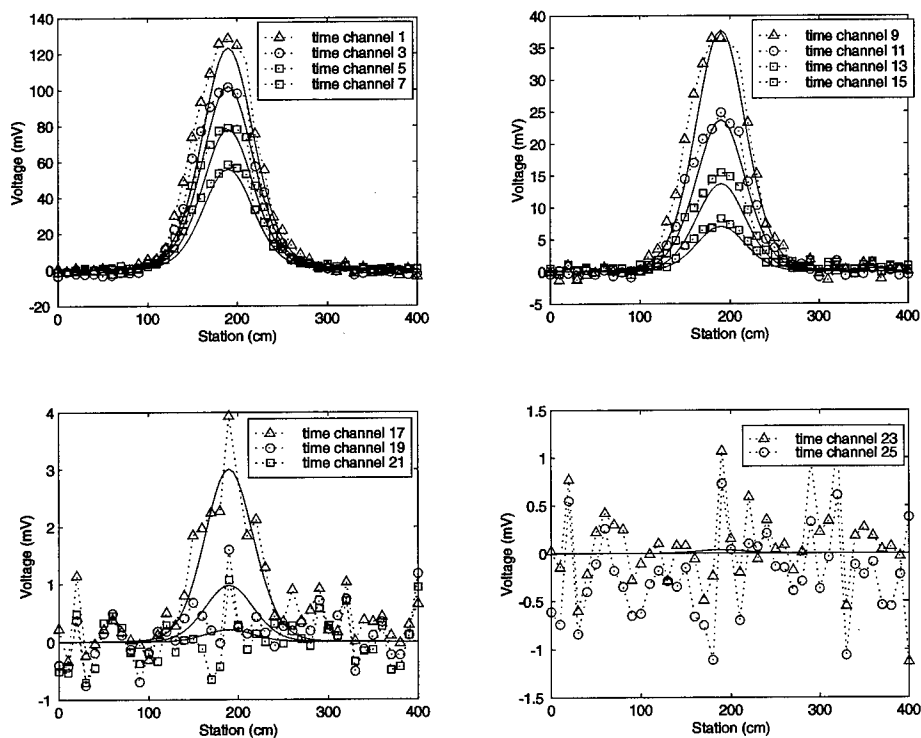 140
120
100
80
60
40
20
0
-20
Voltage (mV)
time channel 1
time channel 3
time channel 5
time channel 7
0 100 200 300 400
Station (cm)
40
35
30
25
20
15
10
5
0
-5
Voltage (mV)
time channel 9
time channel 11
time channel 13
time channel 15
0 100 200 300 400
Station (cm)
4
3
2
1
0
-1
Voltage (mV)
time channel 17
time channel 19
time channel 21
0 100 200 300 400
Station (cm)
1.5
1
0.5
0
-0.5
-1
-1.5
Voltage (mV)
time channel 23
time channel 25
0 100 200 300 400
Station (cm)